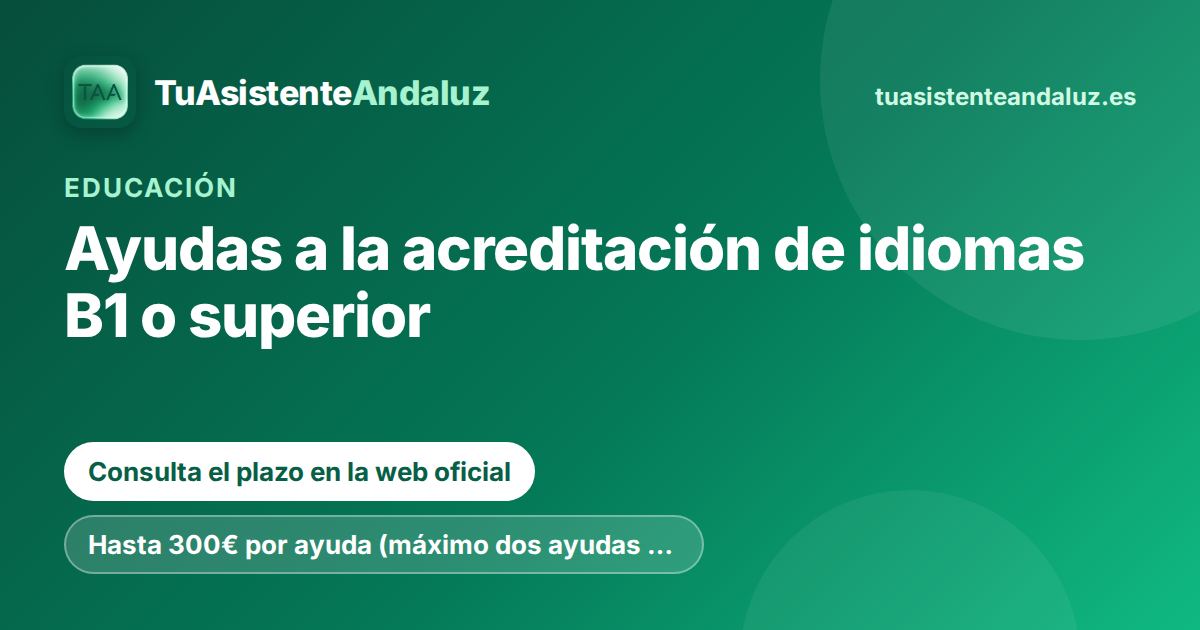 TAA
TuAsistenteAndaluz
tuasistenteandaluz.es
EDUCACIÓN
Ayudas a la acreditación de idiomas
B1 o superior
Consulta el plazo en la web oficial
Hasta 300€ por ayuda (máximo dos ayudas ...